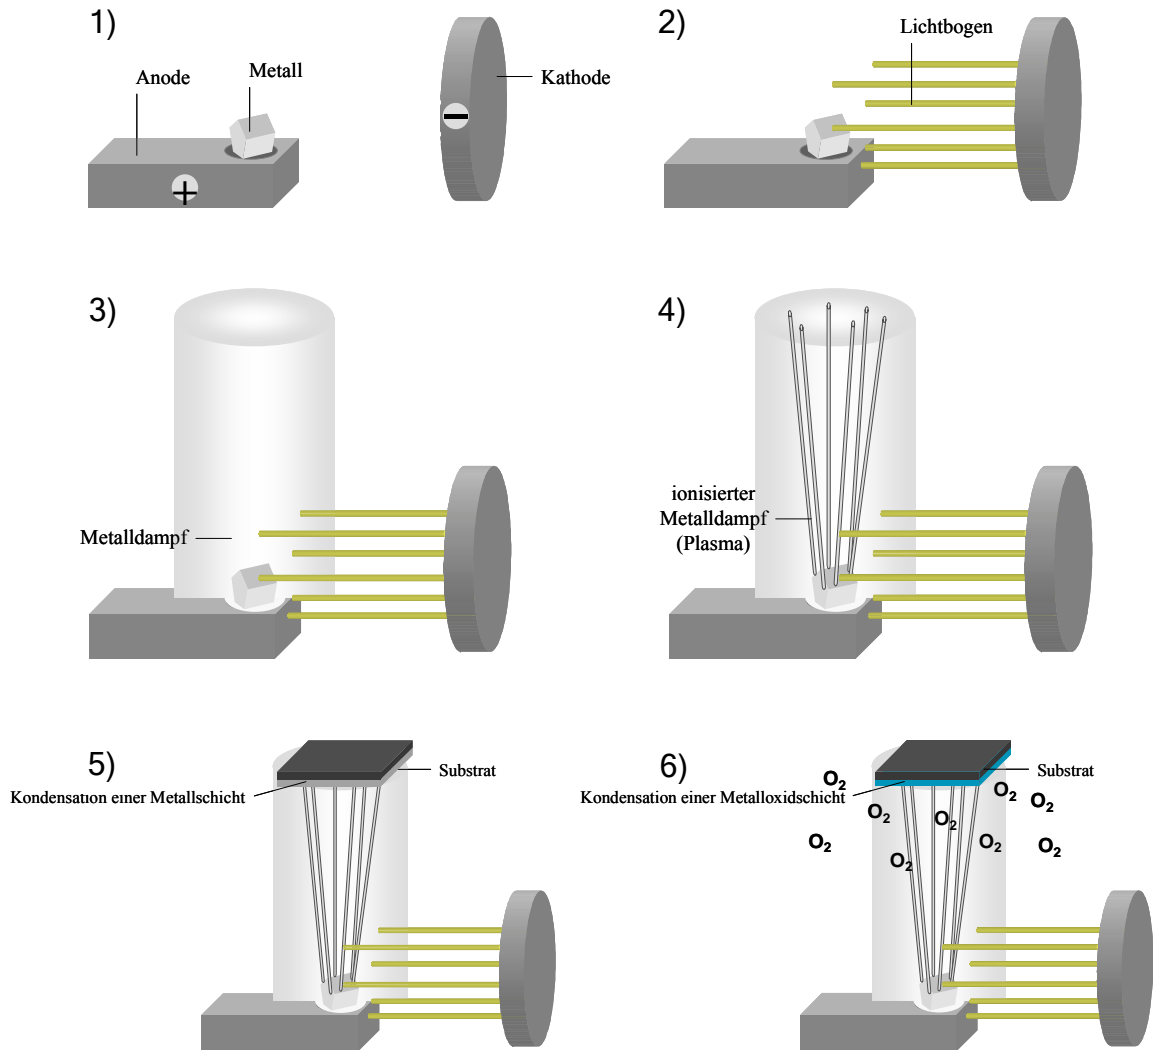 1)
Anode
Metall
Kathode
2)
Lichtbogen
3)
Metalldampf
4)
ionisierter
Metalldampf
(Plasma)
5)
Substrat
Kondensation einer Metallschicht
6)
Substrat
Kondensation einer Metalloxidschicht
O2
O2
O2
O2
O2
O2
O2
O2
O2